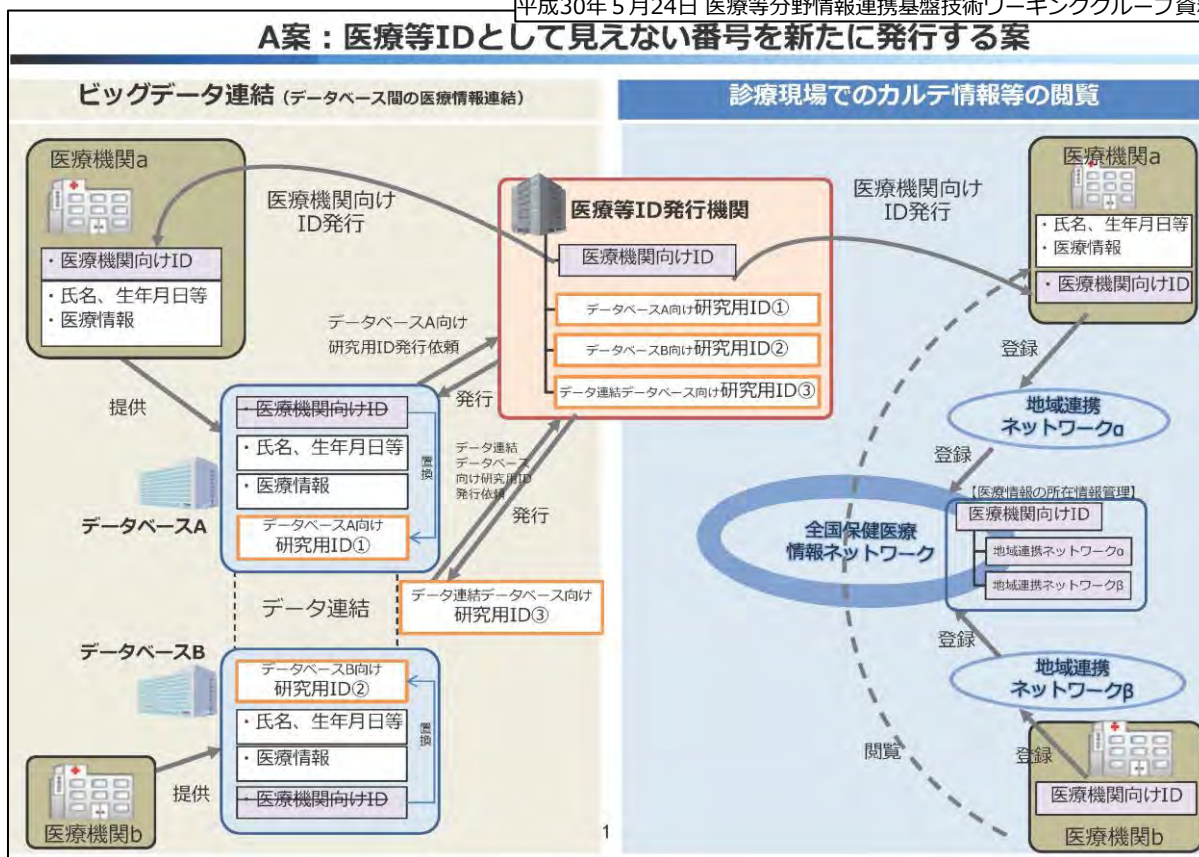 平成30年5月24日 医療等分野情報連携基盤技術ワーキンググループ資
A案：医療等IDとして見えない番号を新たに発行する案
ビッグデータ連結（データベース間の医療情報連結）
医療機関a
・医療機関向けID
・氏名、生年月日等
・医療情報
医療機関向け
ID発行
医療等ID発行機関
医療機関向けID
データベースA向け研究用ID①
データベースB向け研究用ID②
データ連結データベース向け研究用ID③
データベースA向け
研究用ID発行依頼
発行
提供
・医療機関向けID
・氏名、生年月日等
・医療情報
データベースA向け
研究用ID①
置換
データベースA
データ連結
データベース
向け研究用ID
発行依頼
発行
データ連結データベース向け
研究用ID③
データ連結
データベースB
データベースB向け
研究用ID②
・氏名、生年月日等
・医療情報
・医療機関向けID
置換
提供
医療機関b
1
診療現場でのカルテ情報等の閲覧
医療機関向け
ID発行
医療機関a
・氏名、生年月日等
・医療情報
・医療機関向けID
登録
地域連携
ネットワークα
登録
【医療情報の所在情報管理】
医療機関向けID
地域連携ネットワークα
地域連携ネットワークβ
全国保健医療
情報ネットワーク
登録
地域連携
ネットワークβ
閲覧
登録
医療機関向けID
医療機関b